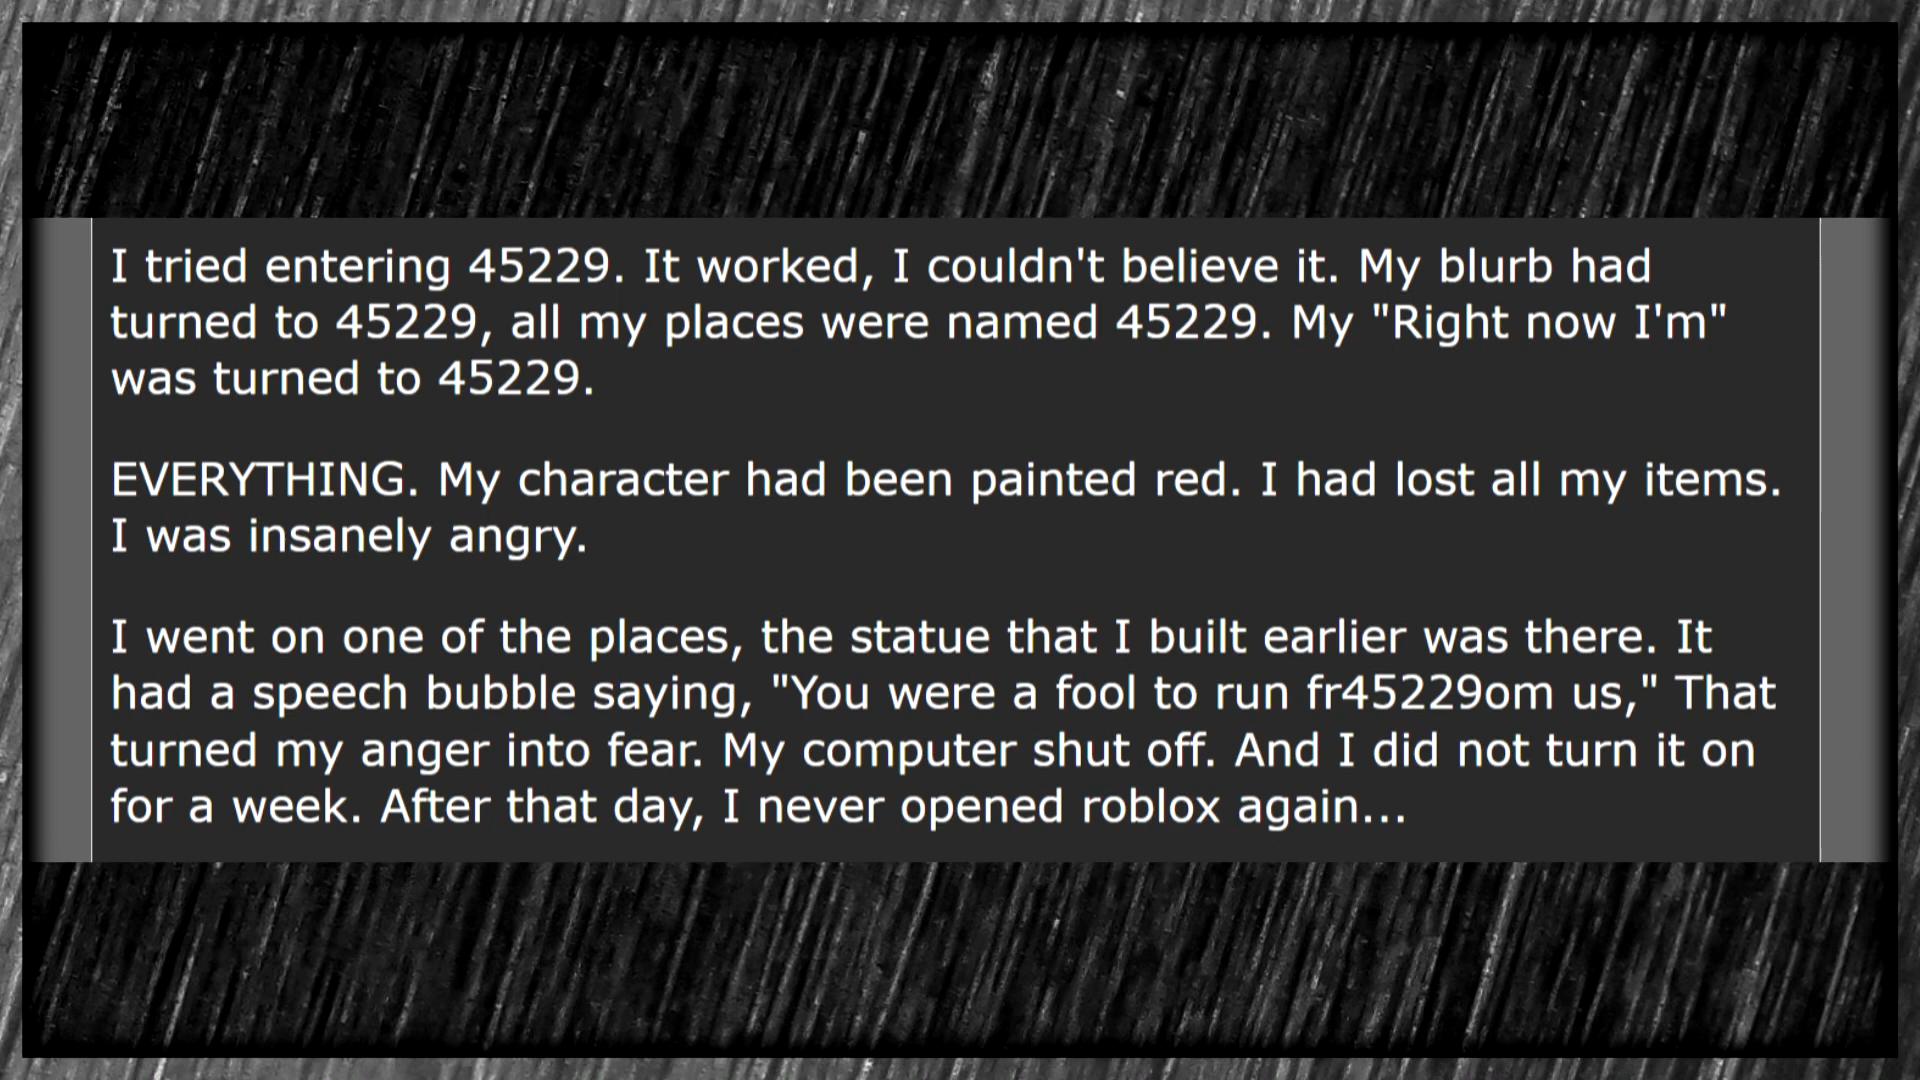 I tried entering 45229. It worked, I couldn't believe it. My blurb had
turned to 45229, all my places were named 45229. My "Right now I'm"
was turned to 45229.
EVERYTHING. My character had been painted red. I had lost all my items.
I was insanely angry.
I went on one of the places, the statue that I built earlier was there. It
had a speech bubble saying, "You were a fool to run fr45229om us," That
turned my anger into fear. My computer shut off. And I did not turn it on
for a week. After that day, I never opened roblox again...